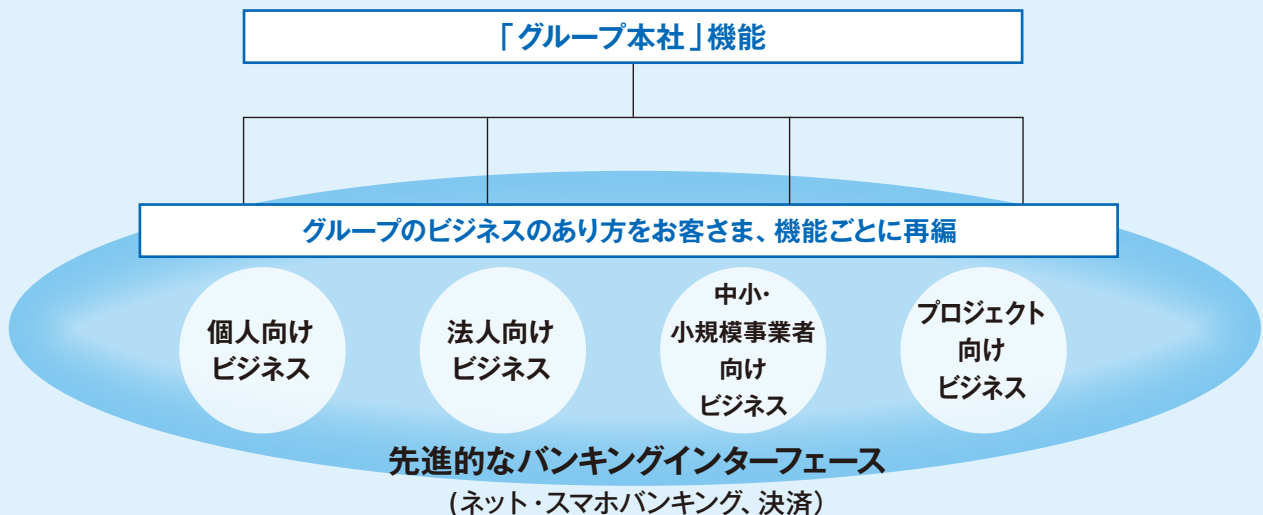 「グループ本社」機能
グループのビジネスのあり方をお客さま、機能ごとに再編
個人向け
ビジネス
法人向け
ビジネス
中小・
小規模事業者
向け
ビジネス
プロジェクト
向け
ビジネス
先進的なバンキングインターフェース
(ネット・スマホバンキング、決済)